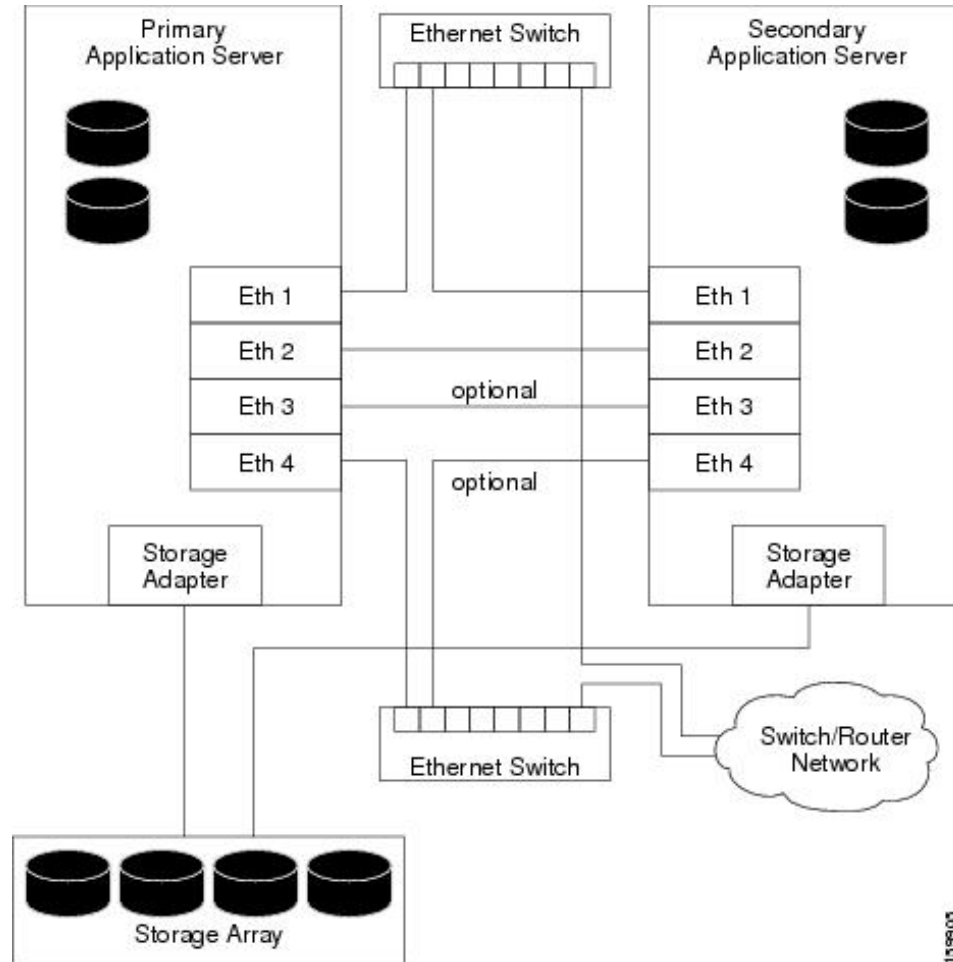 Primary
Application Server
Ethernet Switch
Secondary
Application Server
Eth 1
Eth 1
Eth 2
Eth 2
optional
Eth 3
Eth 3
Eth 4
Eth 4
optional
Storage
Adapter
Storage
Adapter
Switch/Router
Network
Ethernet Switch
Storage Array
159905